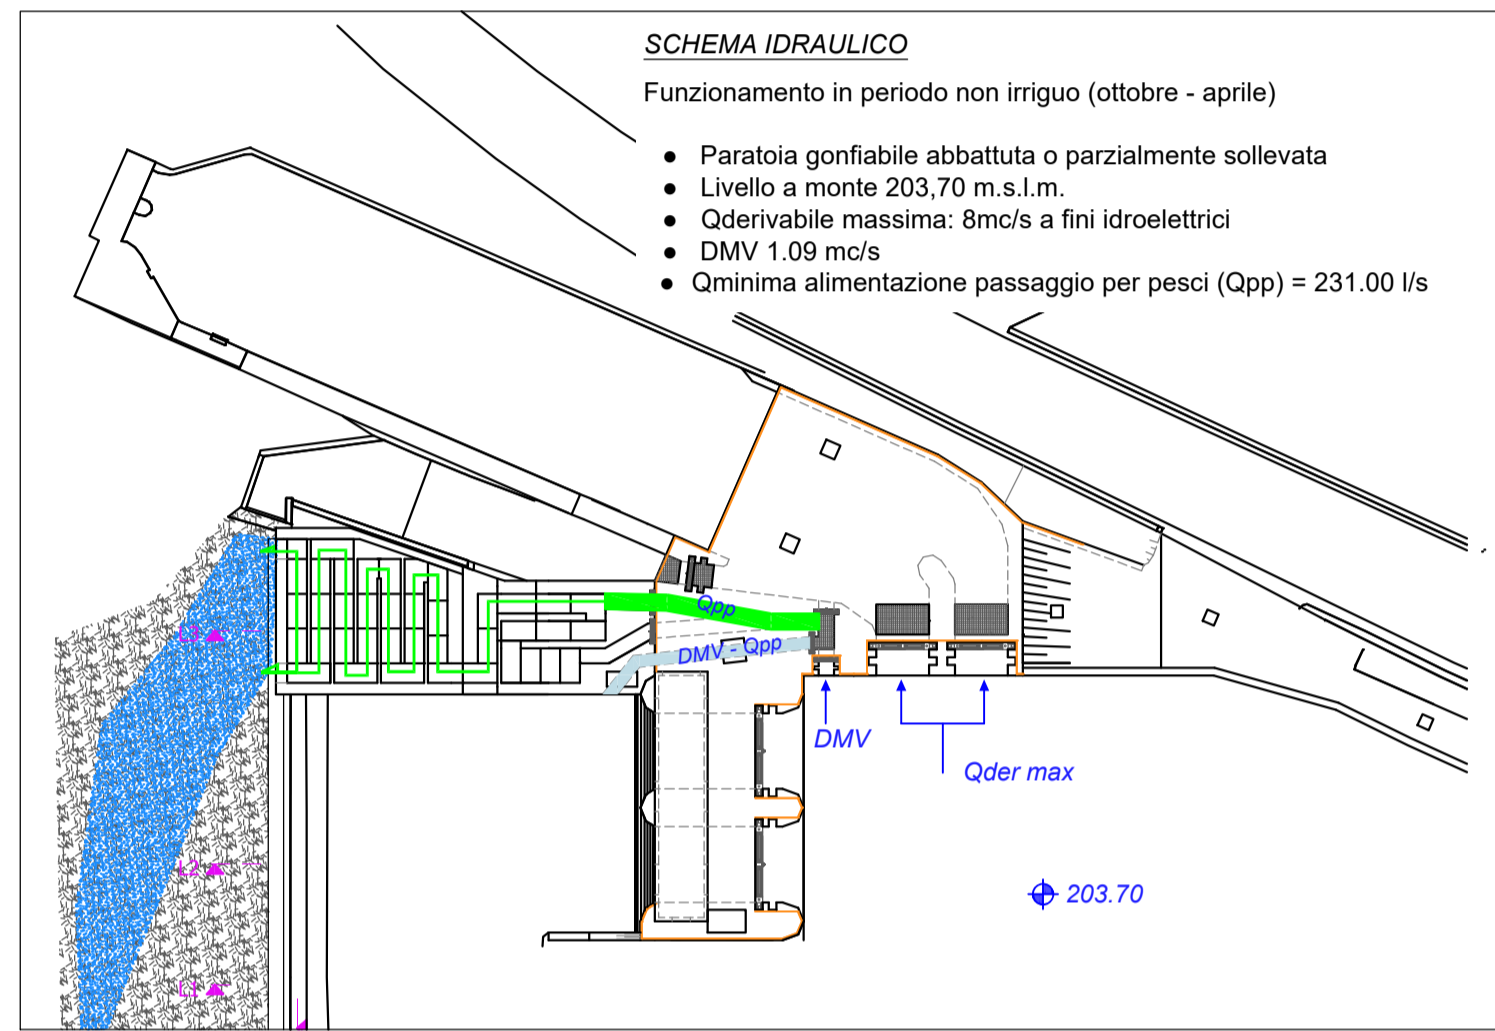 SCHEMA IDRAULICO
Funzionamento in periodo non irriguo (ottobre - aprile)
● Paratoia gonfiabile abbattuta o parzialmente sollevata
● Livello a monte 203,70 m.s.l.m.
● Qderivabile massima: 8mc/s a fini idroelettrici
● DMV 1.09 mc/s
● Qminima alimentazione passaggio per pesci (Qpp) = 231.00 l/s
Qpp
L3
DMV - Qpp
DMV
Qder max
L2
203.70
L1